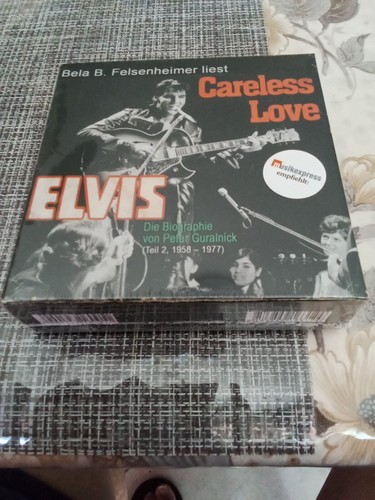 Bela B. Felsenheimer liest
Careless
Love
musikexpress
empfiehlt!
ELVIS
Die Biographie
von Peter Guralnick
(Teil 2, 1958 – 1977)